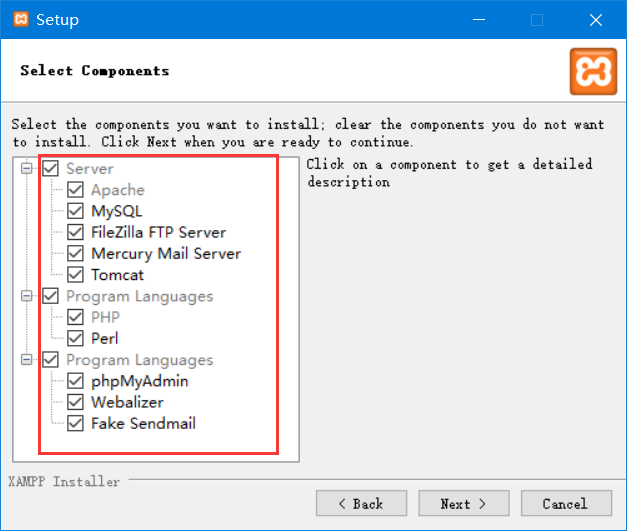 Setup
Select Components
Select the components you want to install; clear the components you do not want
to install. Click Next when you are ready to continue.
Server
Apache
MySQL
FileZilla FTP Server
Mercury Mail Server
Tomcat
Program Languages
PHP
Perl
Program Languages
phpMyAdmin
Webalizer
Fake Sendmail
Click on a component to get a detailed
description
XAMPP Installer
< Back
Next >
Cancel